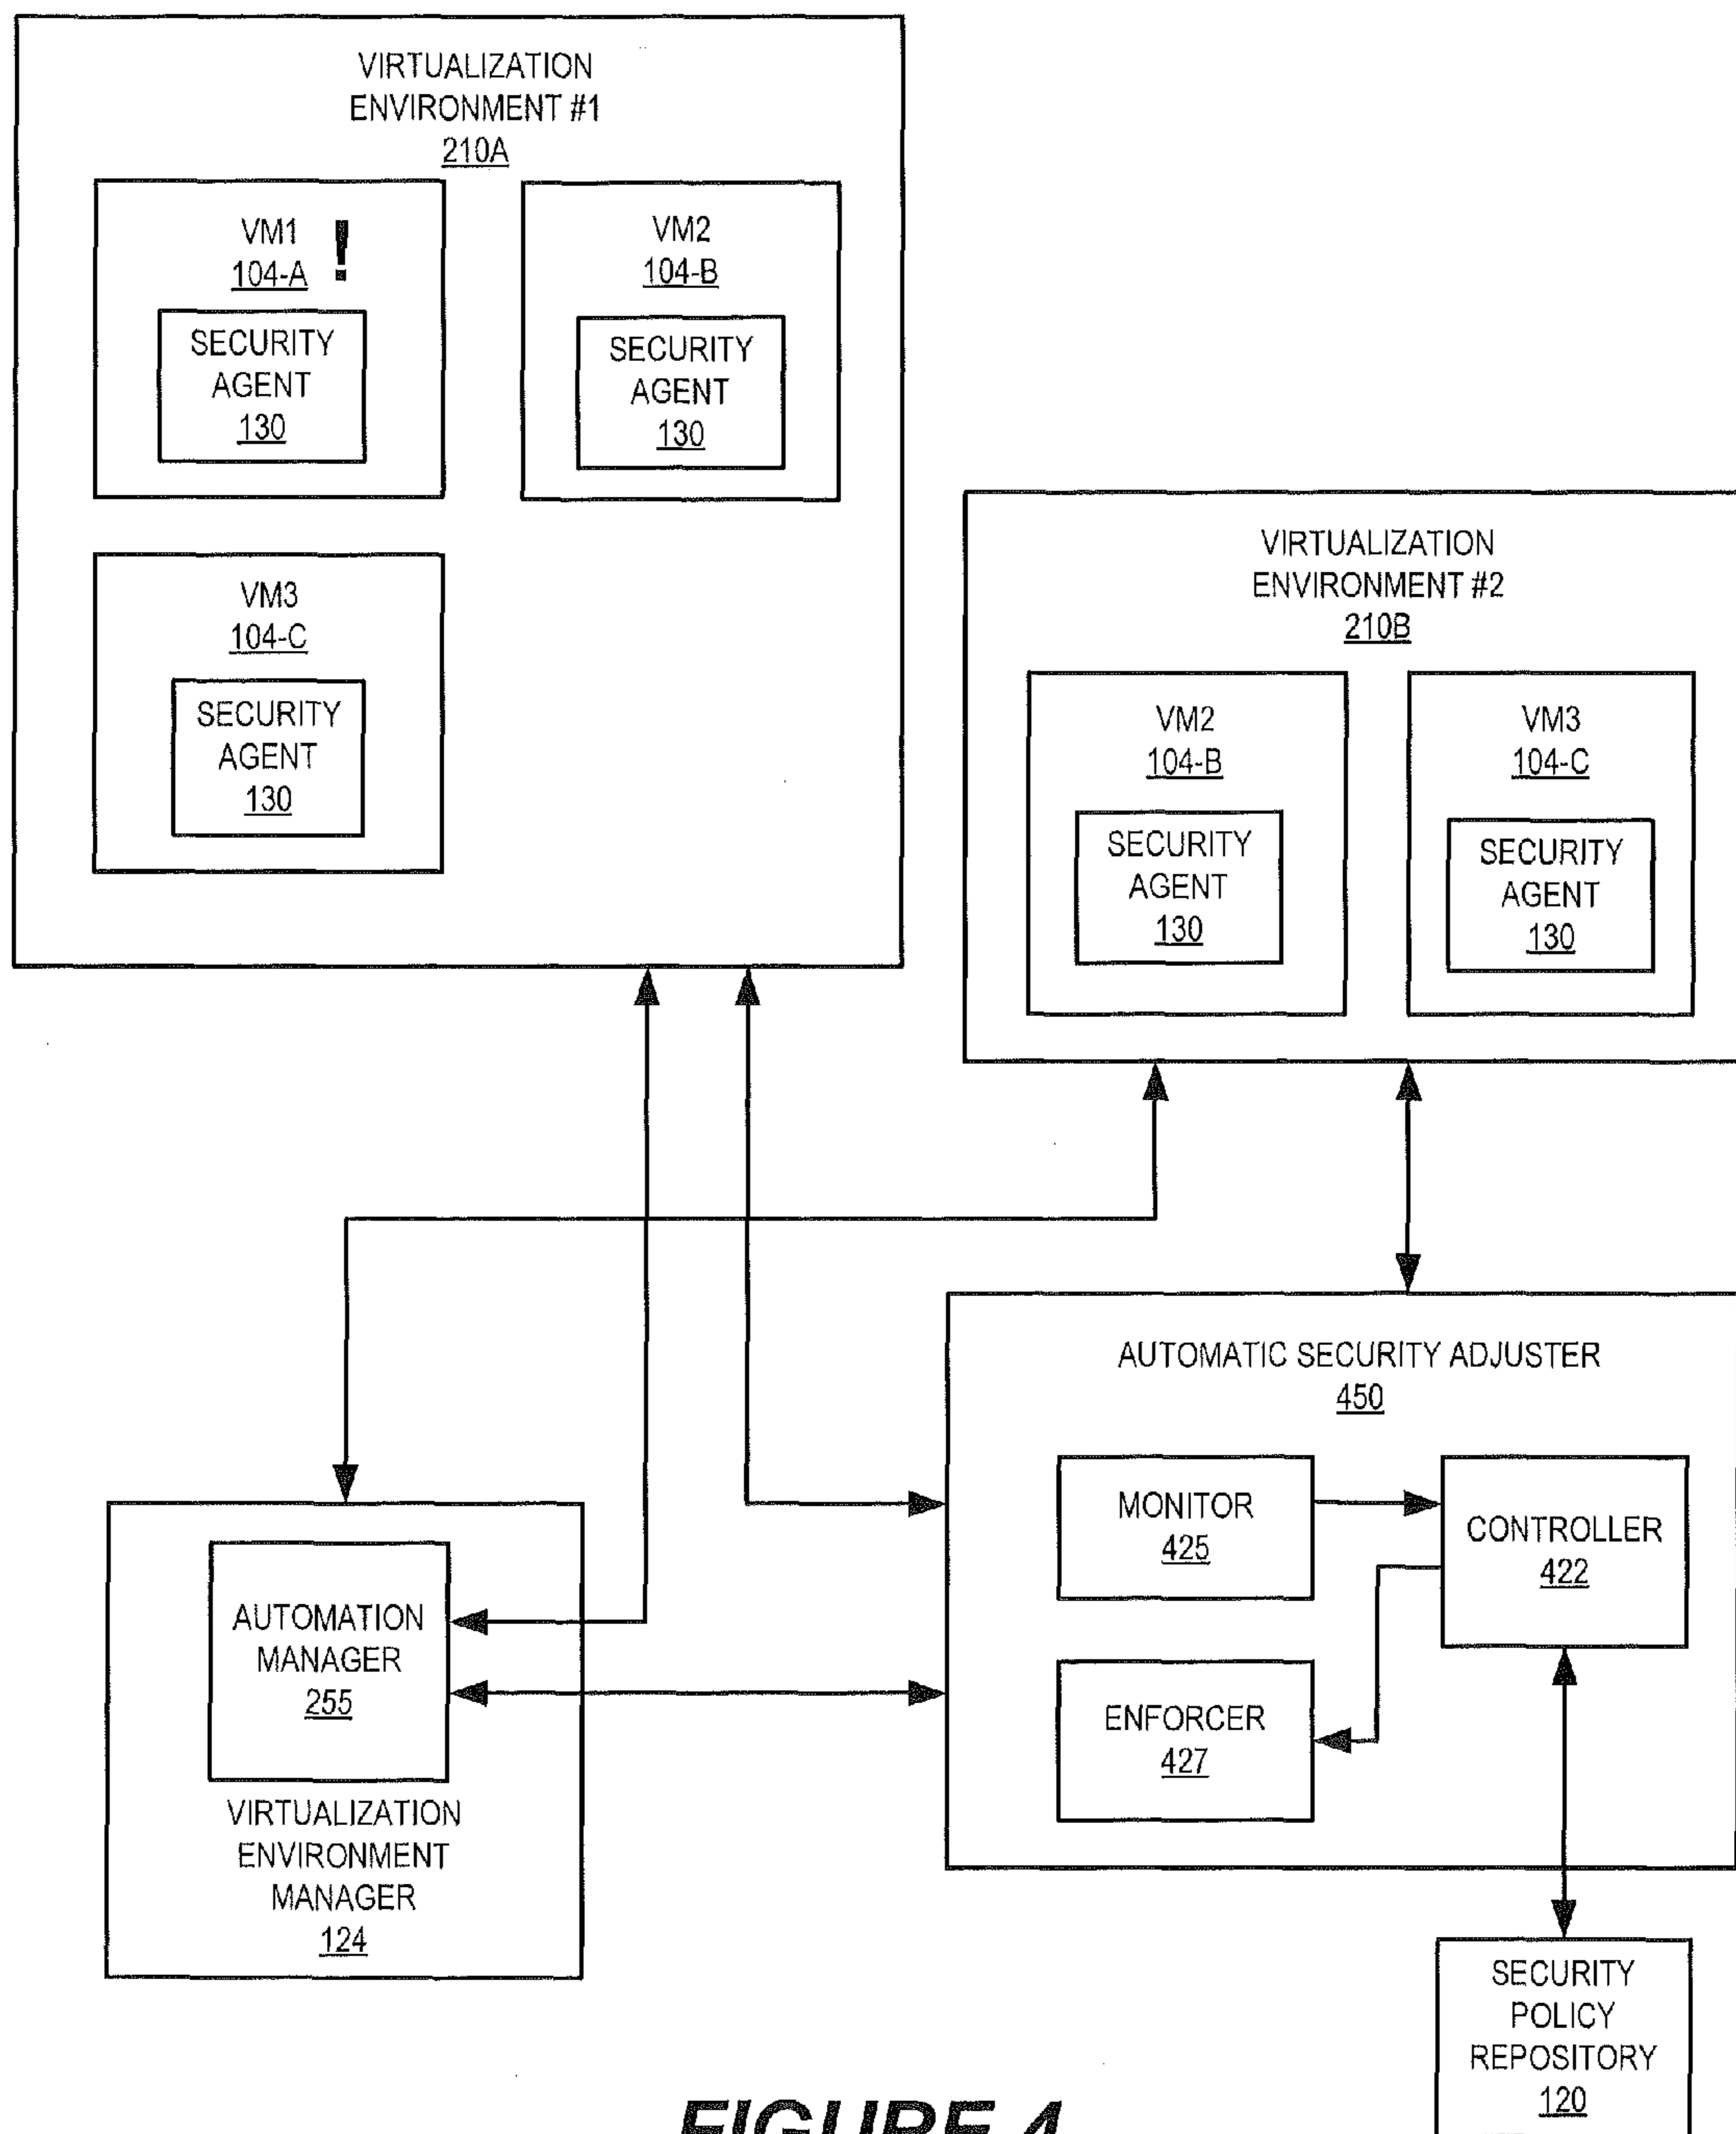 VIRTUALIZATION
ENVIRONMENT #1
210A
VM1 !
104-A
SECURITY
AGENT
130
VM2
104-B
SECURITY
AGENT
130
VM3
104-C
SECURITY
AGENT
130
VIRTUALIZATION
ENVIRONMENT #2
210B
VM2
104-B
SECURITY
AGENT
130
VM3
104-C
SECURITY
AGENT
130
AUTOMATIC SECURITY ADJUSTER
450
MONITOR
425
CONTROLLER
422
ENFORCER
427
AUTOMATION
MANAGER
255
VIRTUALIZATION
ENVIRONMENT
MANAGER
124
SECURITY
POLICY
REPOSITORY
120
FIGURE 4